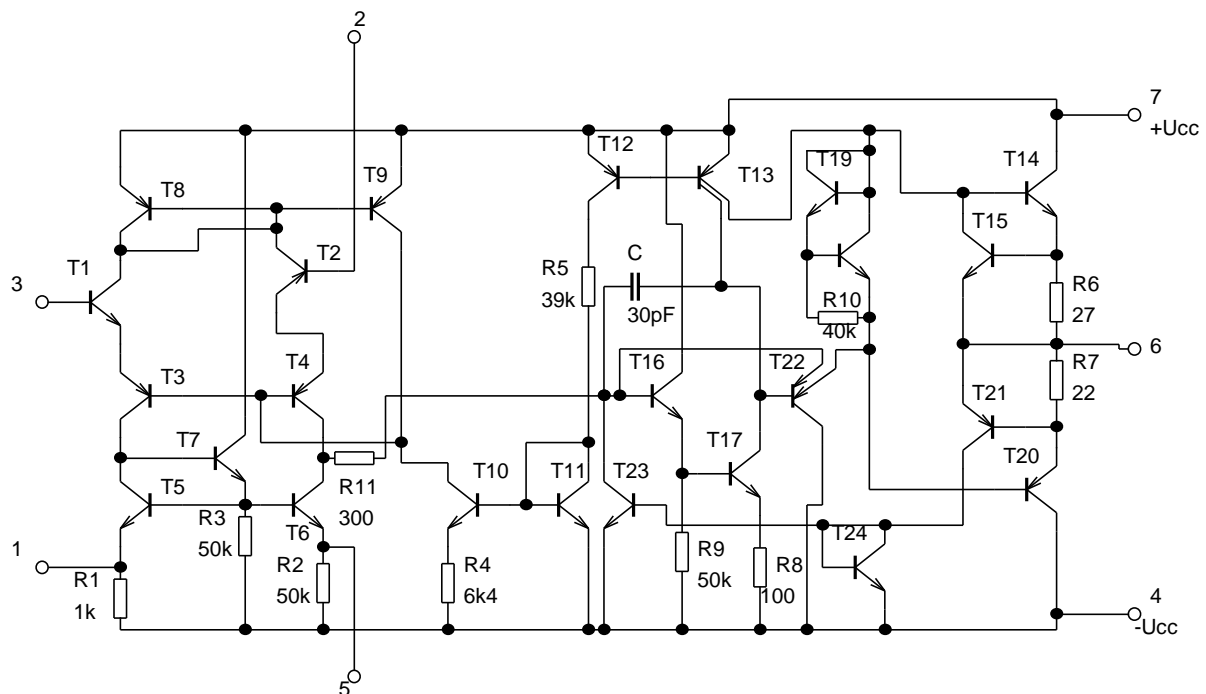 2
7
+Ucc
T12
T8
T9
T13
T19
T14
T15
T2
T1
3
R5
39k
C
30pF
R10
40k
R6
27
6
T3
T4
T16
T22
R7
22
T7
T21
T17
T5
R11
300
T10
T11
T23
T20
R3
50k
T6
T24
1
R1
1k
R2
50k
R4
6k4
R9
50k
R8
100
4
-Ucc
5